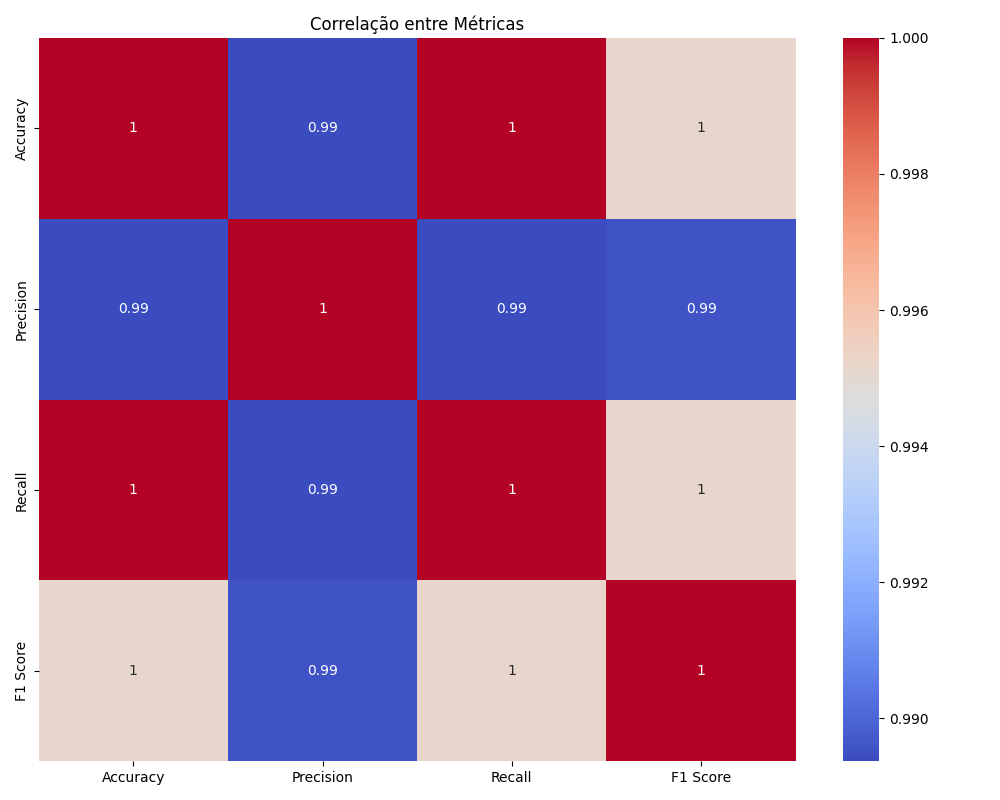 Correlação entre Métricas
Accuracy
1
0.99
1
1
Precision
0.99
1
0.99
0.99
Recall
1
0.99
1
1
F1 Score
1
0.99
1
1
Accuracy
Precision
Recall
F1 Score
1.000
0.998
0.996
0.994
0.992
0.990